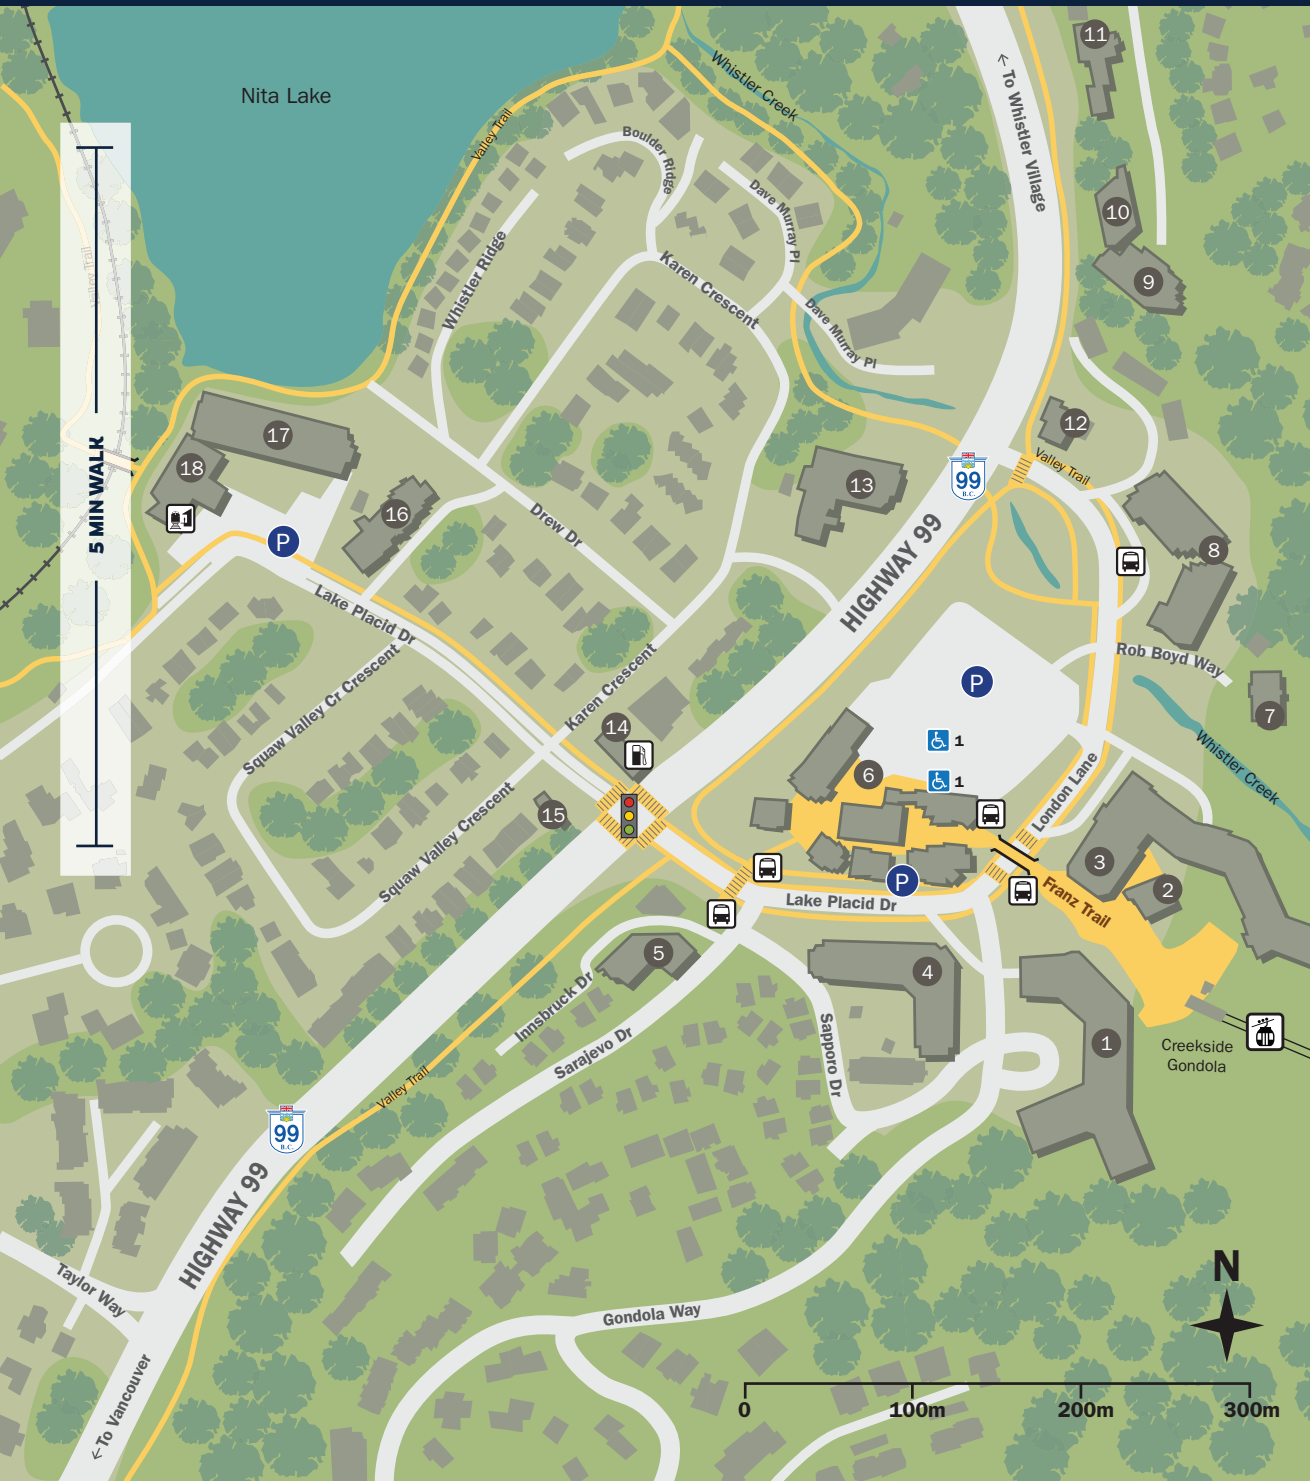 11
Nita Lake
Whistler Creek
← To Whistler Village
Valley Trail
Boulder Ridge
Dave Murray Pl
10
Whistler Ridge
Karen Crescent
9
Valley Trail
Dave Murray Pl
5 MIN WALK
17
12
18
99
B.C.
Valley Trail
13
16
Drew Dr
HIGHWAY 99
P
8
Lake Placid Dr
Rob Boyd Way
Squaw Valley Cr Crescent
Karen Crescent
P
7
14
1
6
1
Whistler Creek
London Lane
15
Squaw Valley Crescent
3
P
2
Lake Placid Dr
Franz Trail
5
4
Innsbruck Dr
Sarajevo Dr
Sapporo Dr
1
Creekside
Gondola
Valley Trail
99
B.C.
HIGHWAY 99
Taylor Way
Gondola Way
N
← To Vancouver
0
100m
200m
300m